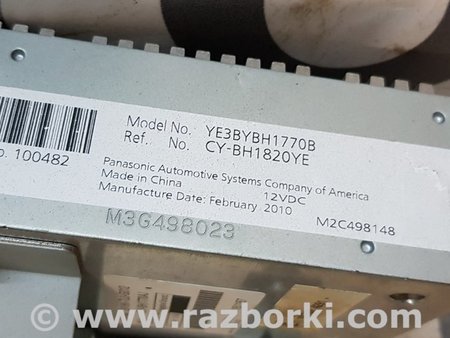 Model No. YE3BYBH1770B
Ref. No. CY-BH1820YE
o. 100482
Panasonic Automotive Systems Company of America
Made in China 12VDC
Manufacture Date: February, 2010
M2C498148
M3G498023
www.razborki.com